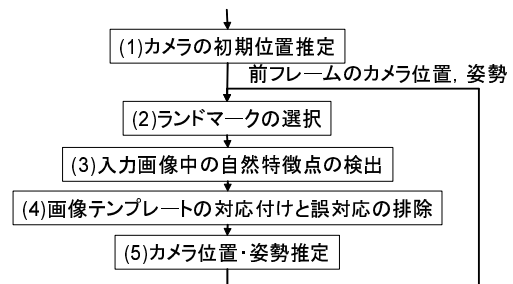 (1)カメラの初期位置推定
前フレームのカメラ位置，姿勢
(2)ランドマークの選択
(3)入力画像中の自然特徴点の検出
(4)画像テンプレートの対応付けと誤対応の排除
(5)カメラ位置・姿勢推定